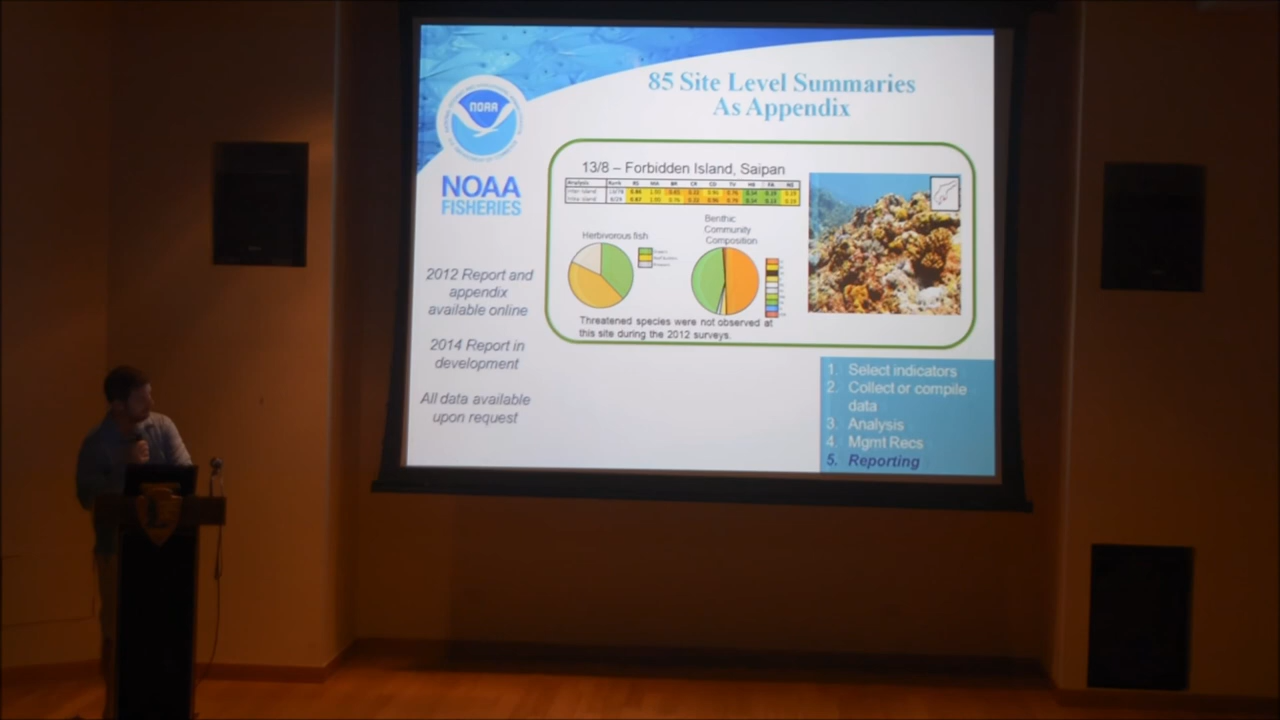 85 Site Level Summaries
As Appendix
NOAA
NOAA
FISHERIES
2012 Report and
appendix
available online
2014 Report in
development
All data available
upon request
13/8 – Forbidden Island, Saipan
Herbivorous fish
Benthic
Community
Composition
Threatened species were not observed at
this site during the 2012 surveys.
1. Select indicators
2. Collect or compile
data
3. Analysis
4. Mgmt Recs
5. Reporting